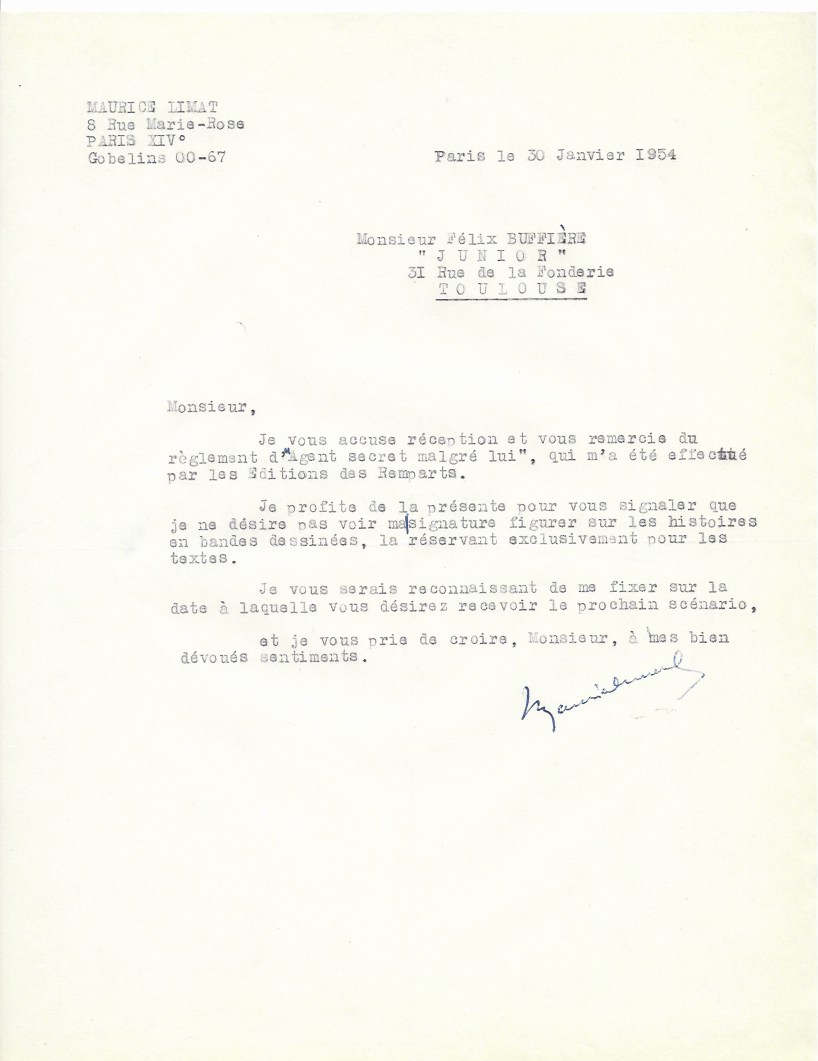 MAURICE LIMAT
8 Rue Marie-Rose
PARIS XIV°
Gobelins 00-67
Paris le 30 Janvier I954
Monsieur Félix BUFFIÈRE
" J U N I O R "
3I Rue de la Fonderie
T O U L O U S E
Monsieur,
Je vous accuse réception et vous remercie du
règlement d'"Agent secret malgré lui", qui m'a été effectué
par les Editions des Remparts.
Je profite de la présente pour vous signaler que
je ne désire pas voir ma|signature figurer sur les histoires
en bandes dessinées, la réservant exclusivement pour les
textes.
Je vous serais reconnaissant de me fixer sur la
date à laquelle vous désirez recevoir le prochain scénario,
et je vous prie de croire, Monsieur, à mes bien
dévoués sentiments.